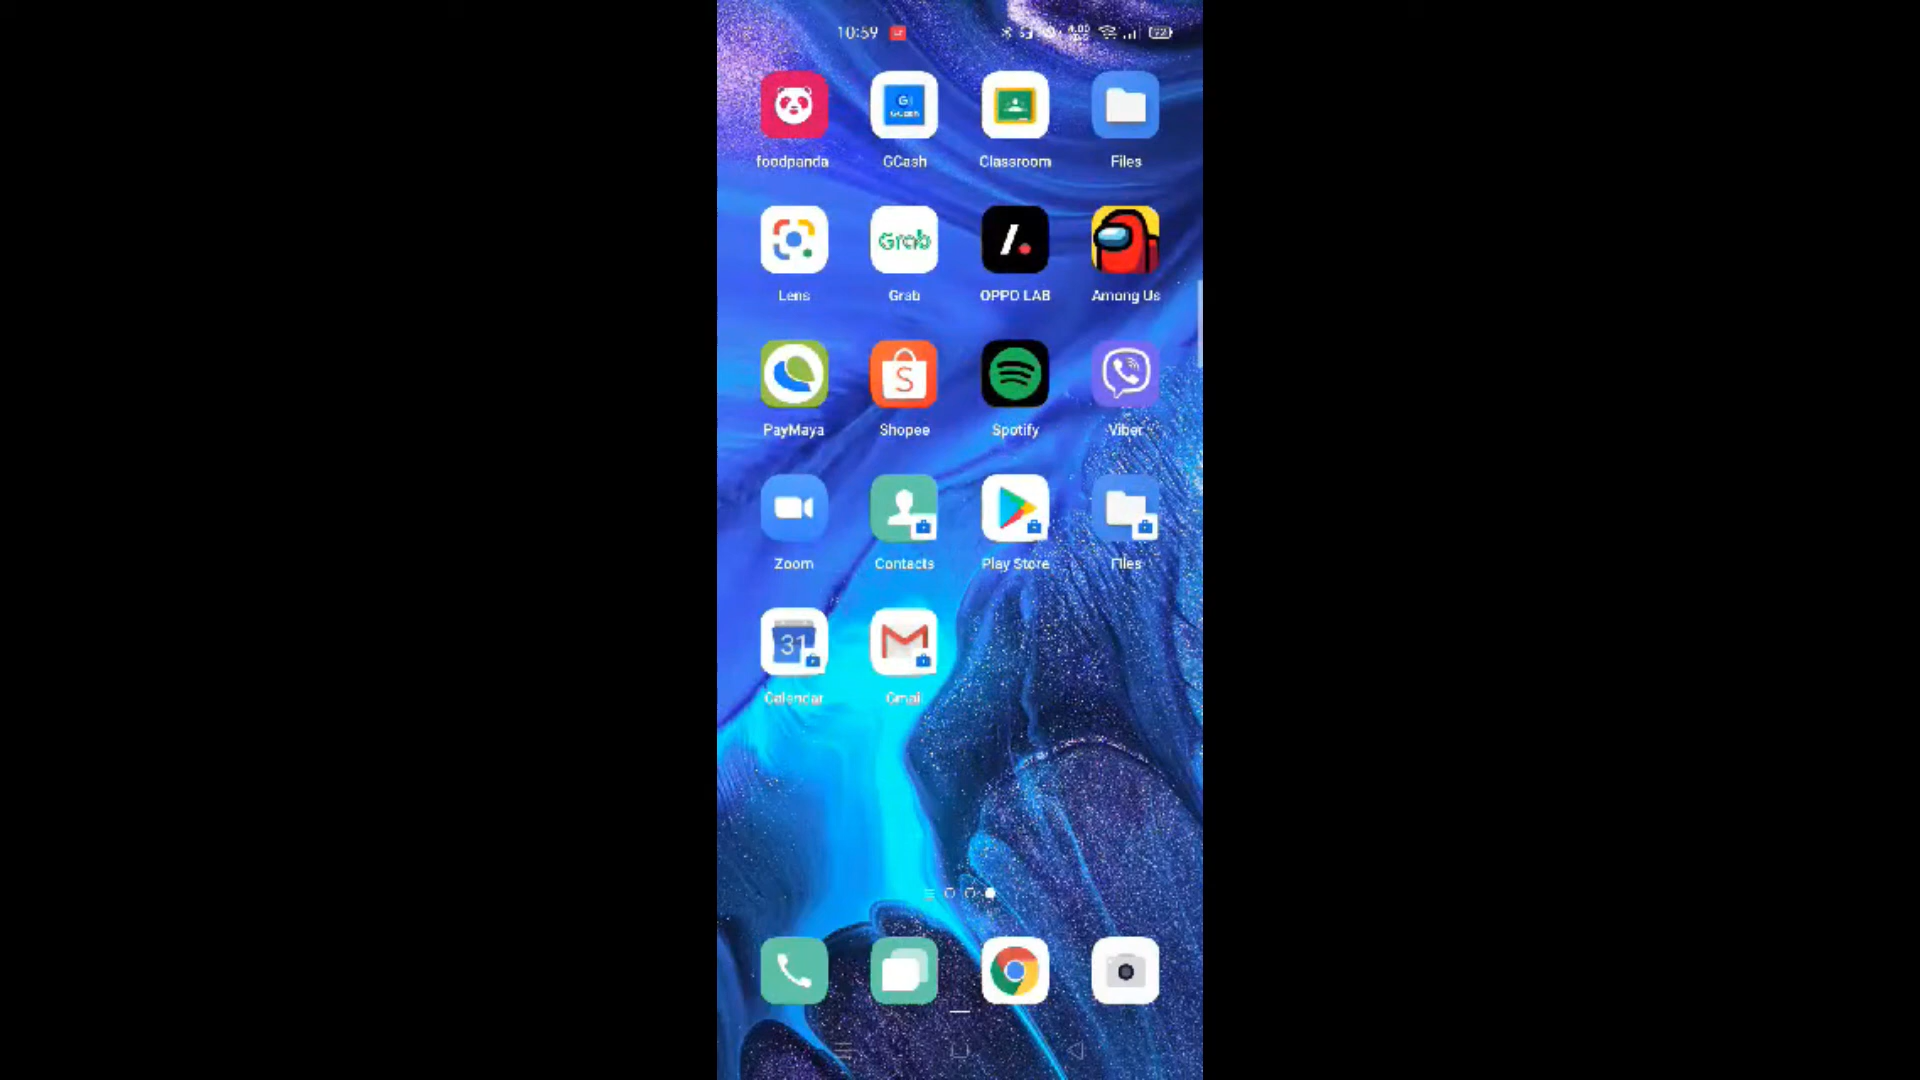 10:59
foodpanda GCash Classroom Files
Grab
Lens Grab OPPO LAB Among Us
S
PayMaya Shopee Spotify Viber
Zoom Contacts Play Store Files
31
Calendar Gmail